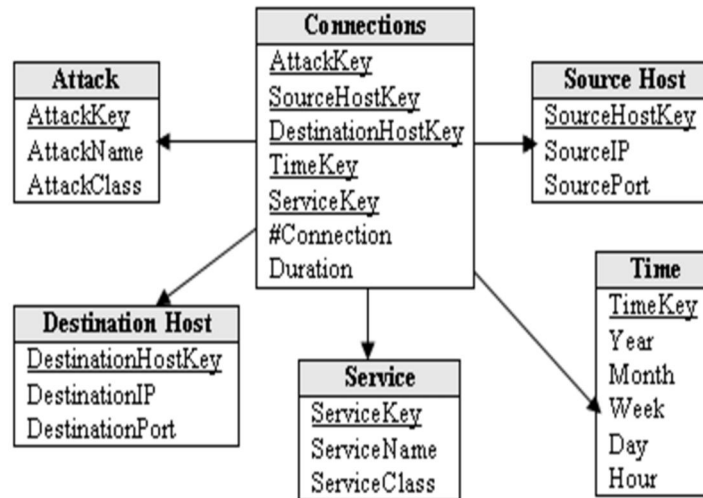 Connections
AttackKey
SourceHostKey
DestinationHostKey
TimeKey
ServiceKey
#Connection
Duration
Attack
AttackKey
AttackName
AttackClass
Source Host
SourceHostKey
SourceIP
SourcePort
Destination Host
DestinationHostKey
DestinationIP
DestinationPort
Service
ServiceKey
ServiceName
ServiceClass
Time
TimeKey
Year
Month
Week
Day
Hour